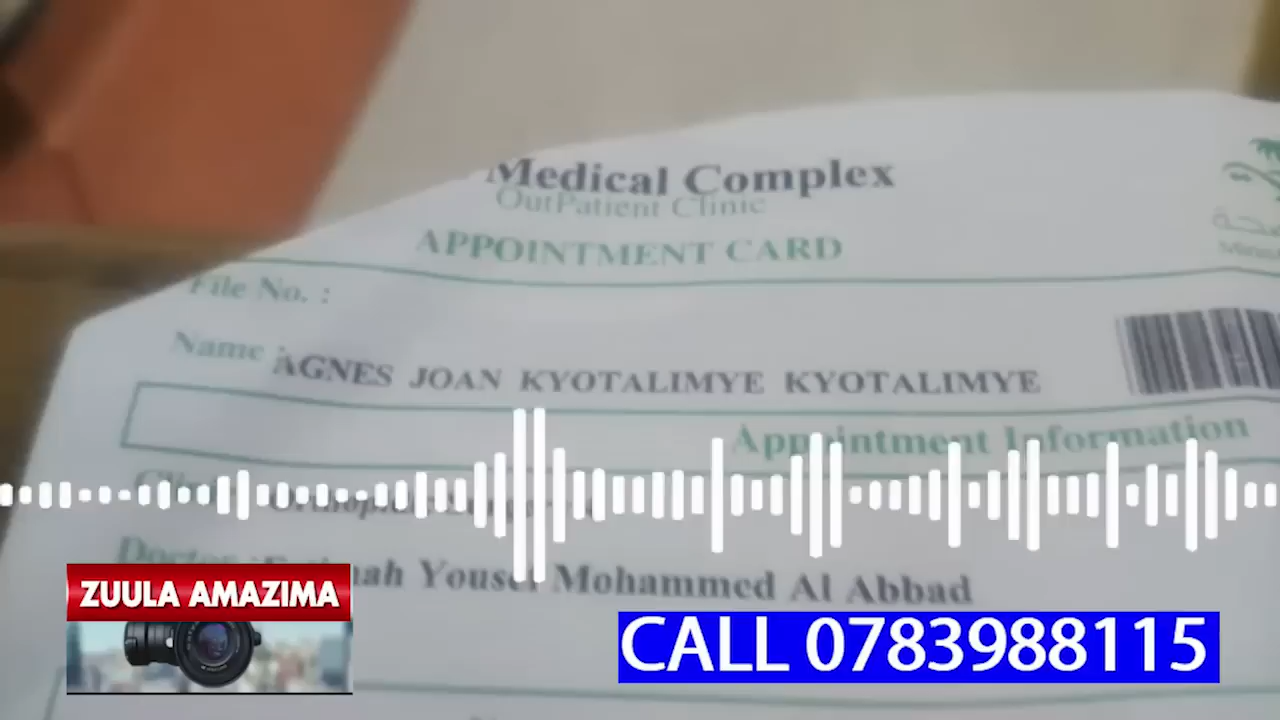 Medical Complex
OutPatient Clinic
APPOINTMENT CARD
File No. :
Name :
AGNES JOAN KYOTALIMYE KYOTALIMYE
Appointment Information
Doctor
Mohammed Al Abbad
ZUULA AMAZIMA
CALL 0783988115